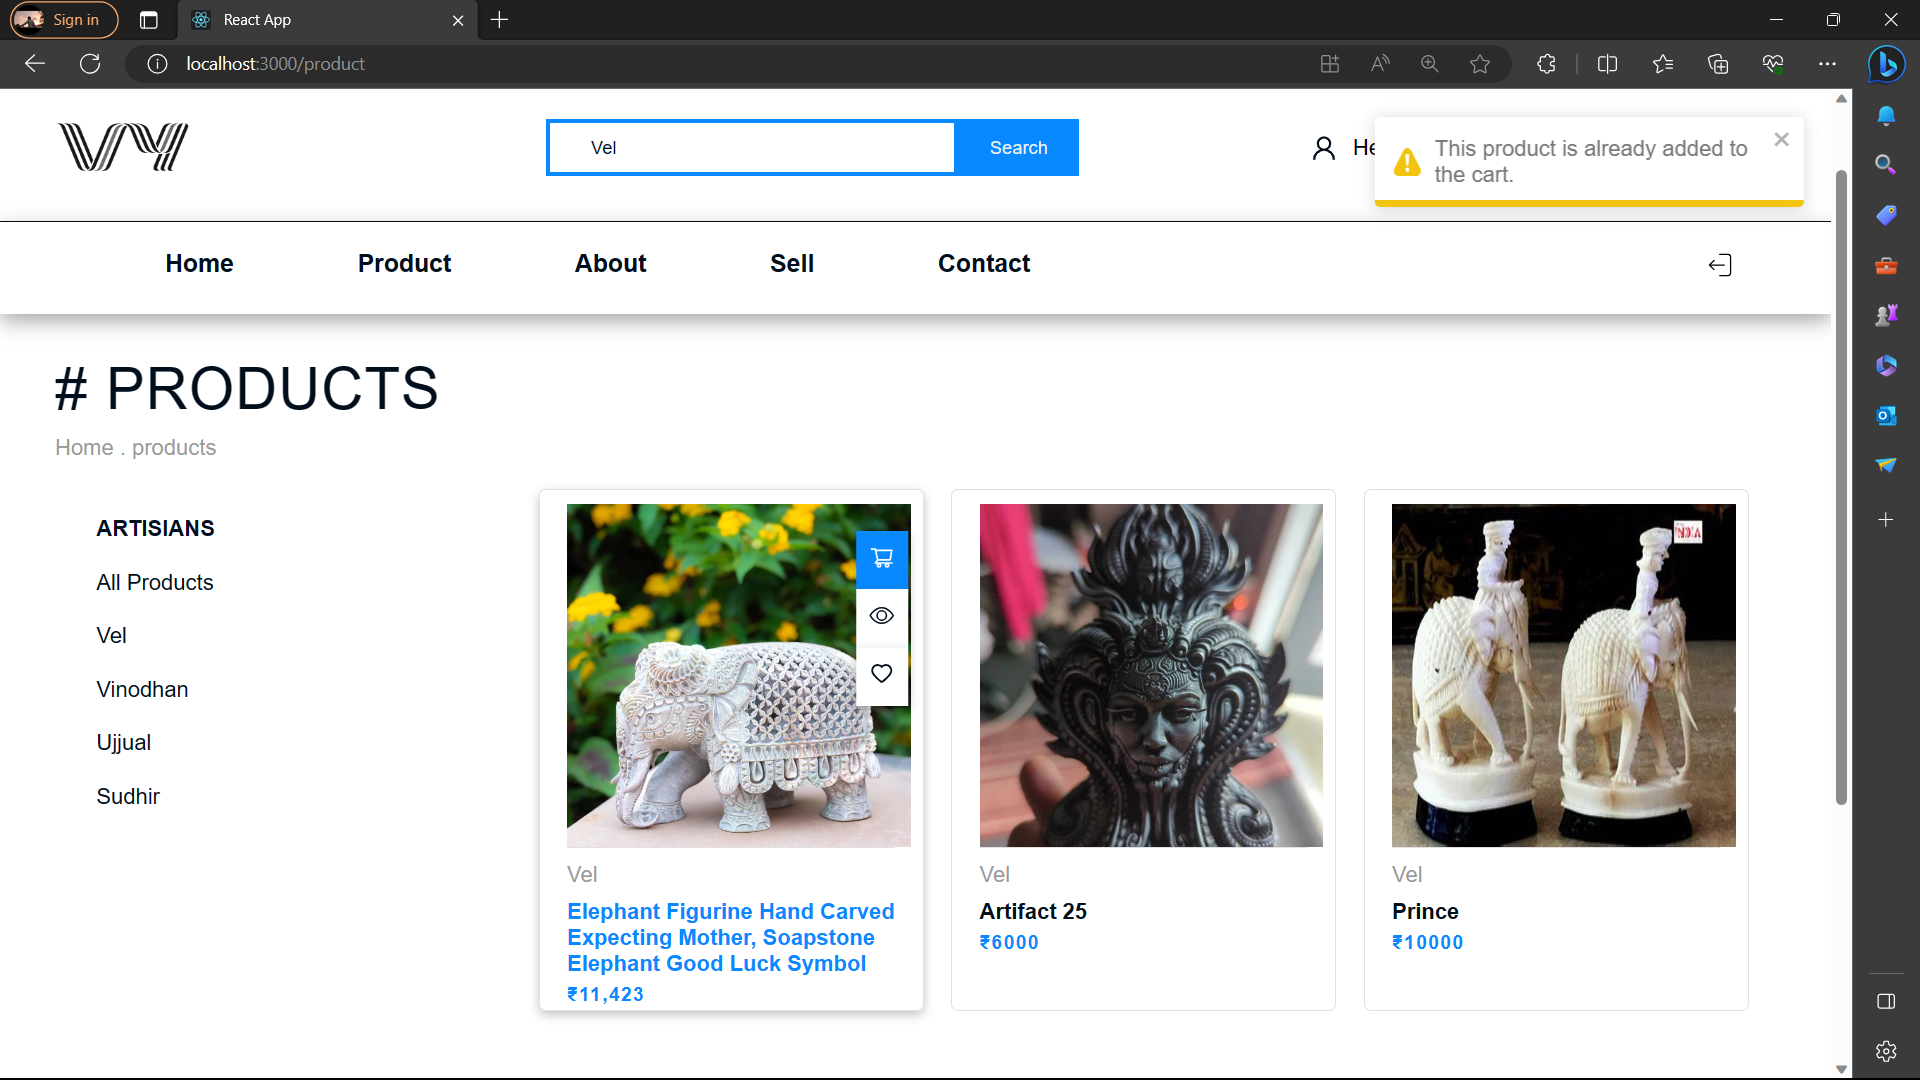 Sign in
React App
localhost:3000/product
VY
Vel
Search
He
This product is already added to
the cart.
Home
Product
About
Sell
Contact
# PRODUCTS
Home . products
ARTISIANS
All Products
Vel
Vinodhan
Ujjual
Sudhir
Vel
Elephant Figurine Hand Carved
Expecting Mother, Soapstone
Elephant Good Luck Symbol
₹11,423
Vel
Artifact 25
₹6000
Vel
Prince
₹10000